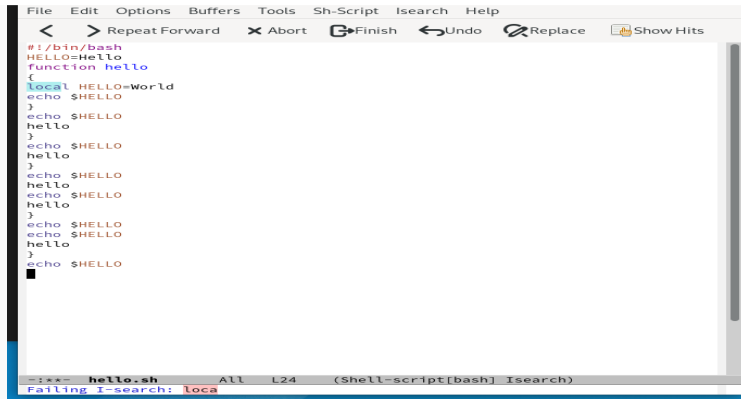 File Edit Options Buffers Tools Sh-Script Isearch Help
Repeat Forward Abort Finish Undo Replace Show Hits
#!/bin/bash
HELLO=Hello
function hello
{
local HELLO=World
echo $HELLO
}
echo $HELLO
hello
}
echo $HELLO
hello
}
echo $HELLO
hello
echo $HELLO
hello
}
echo $HELLO
echo $HELLO
hello
}
echo $HELLO
-:**- hello.sh All L24 (Shell-script[bash] Isearch)
Failing I-search: loca